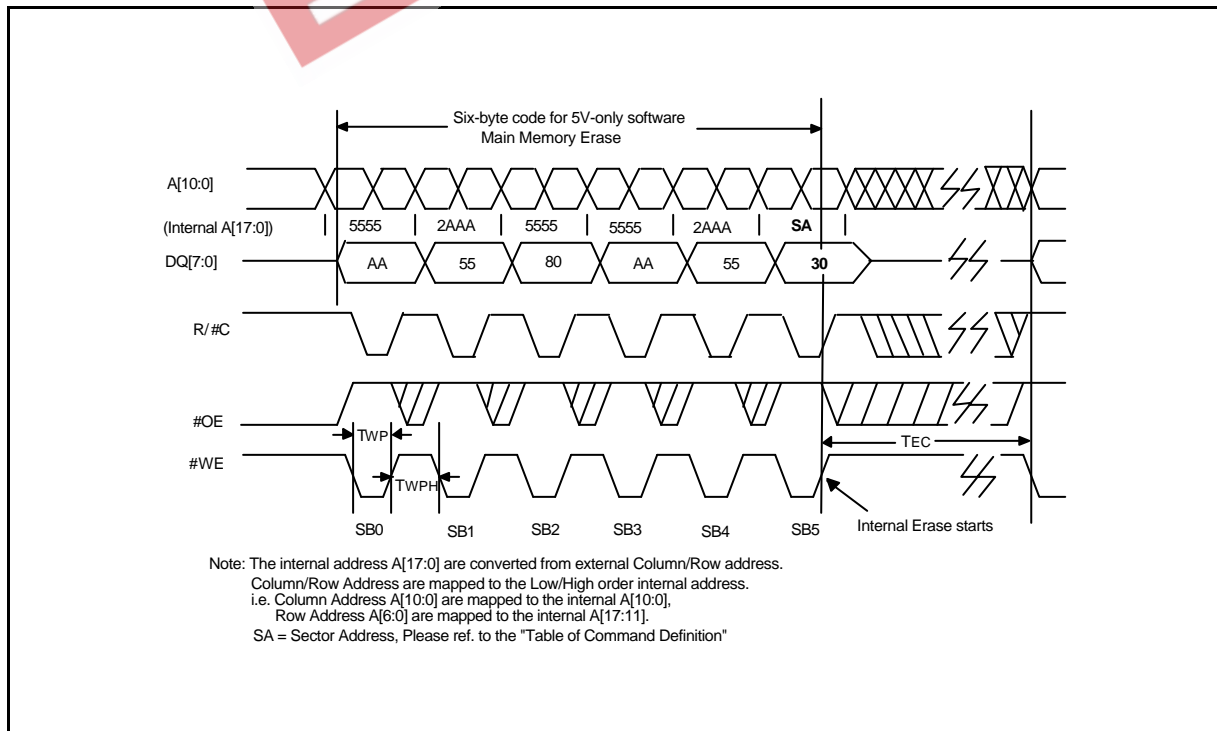 Six-byte code for 5V-only software
Main Memory Erase
A[10:0]
(Internal A[17:0])
5555 2AAA 5555 5555 2AAA SA
DQ[7:0]
AA 55 80 AA 55 30
R/#C
#OE
TWP
TEC
#WE
TWPH
SB0 SB1 SB2 SB3 SB4 SB5
Internal Erase starts
Note: The internal address A[17:0] are converted from external Column/Row address.
Column/Row Address are mapped to the Low/High order internal address.
i.e. Column Address A[10:0] are mapped to the internal A[10:0],
Row Address A[6:0] are mapped to the internal A[17:11].
SA = Sector Address, Please ref. to the "Table of Command Definition"